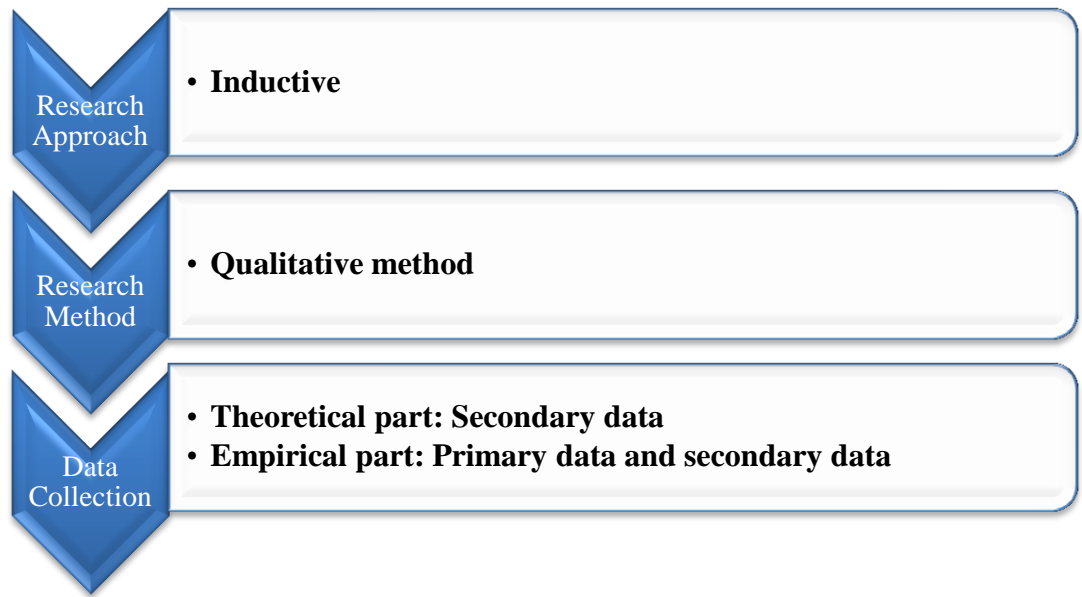 Research
Approach
• Inductive
Research
Method
• Qualitative method
Data
Collection
• Theoretical part: Secondary data
• Empirical part: Primary data and secondary data